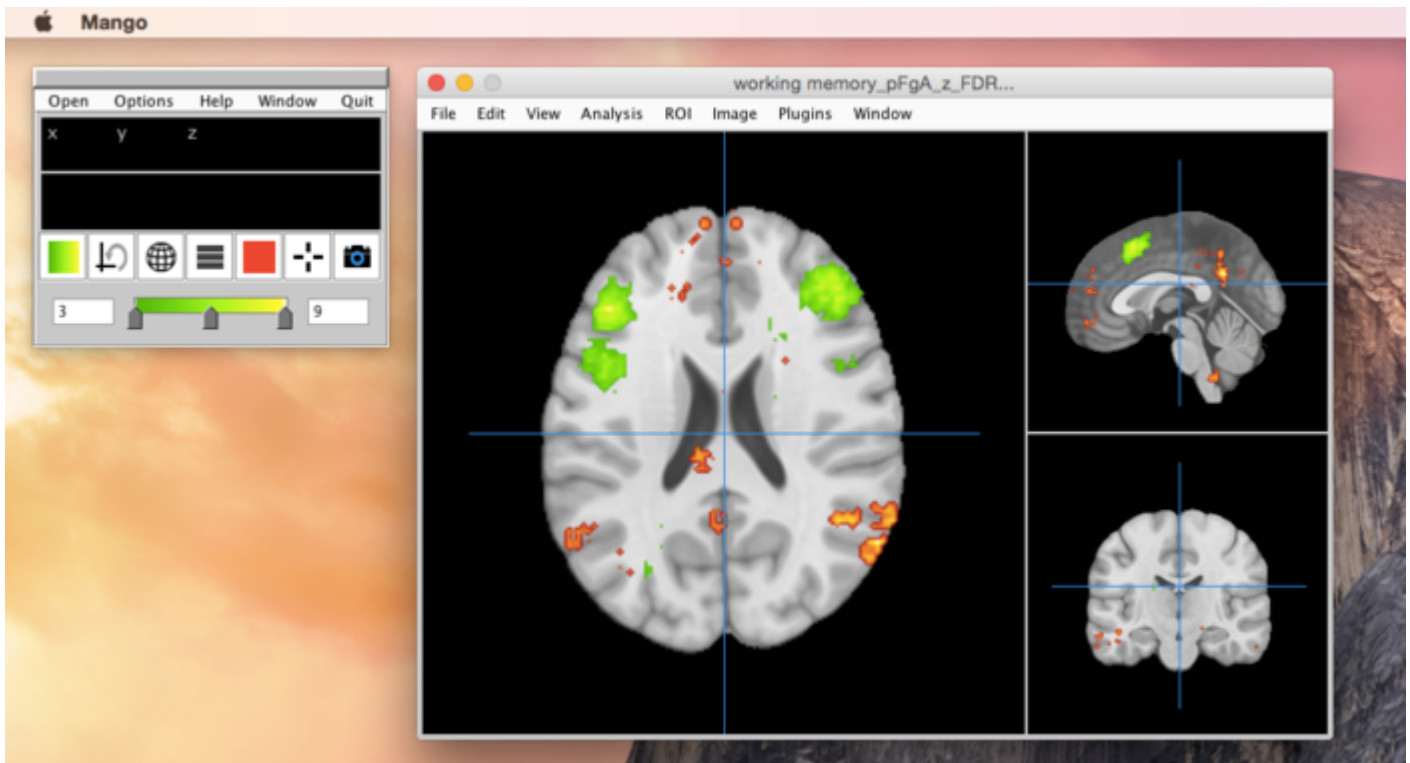 Mango
working memory_pFgA_z_FDR...
Open Options Help Window Quit
File Edit View Analysis ROI Image Plugins Window
x y z
3 9